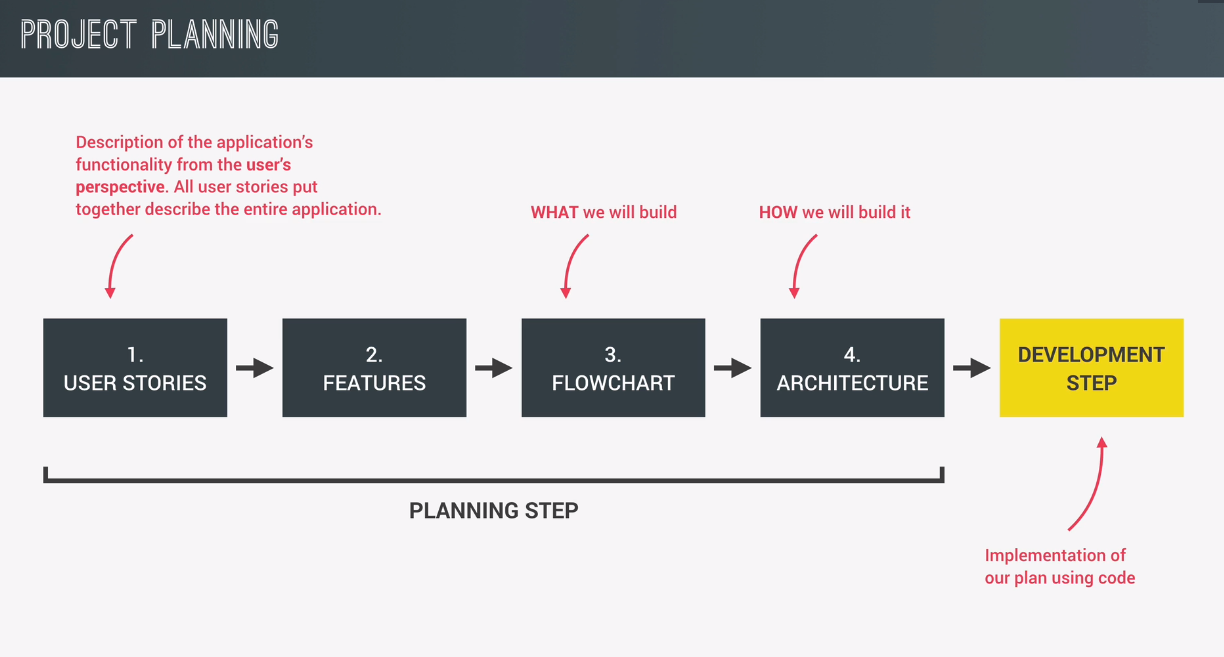 PROJECT PLANNING
Description of the application's
functionality from the user's
perspective. All user stories put
together describe the entire application.
WHAT we will build
HOW we will build it
1.
USER STORIES
2.
FEATURES
3.
FLOWCHART
4.
ARCHITECTURE
DEVELOPMENT
STEP
PLANNING STEP
Implementation of
our plan using code